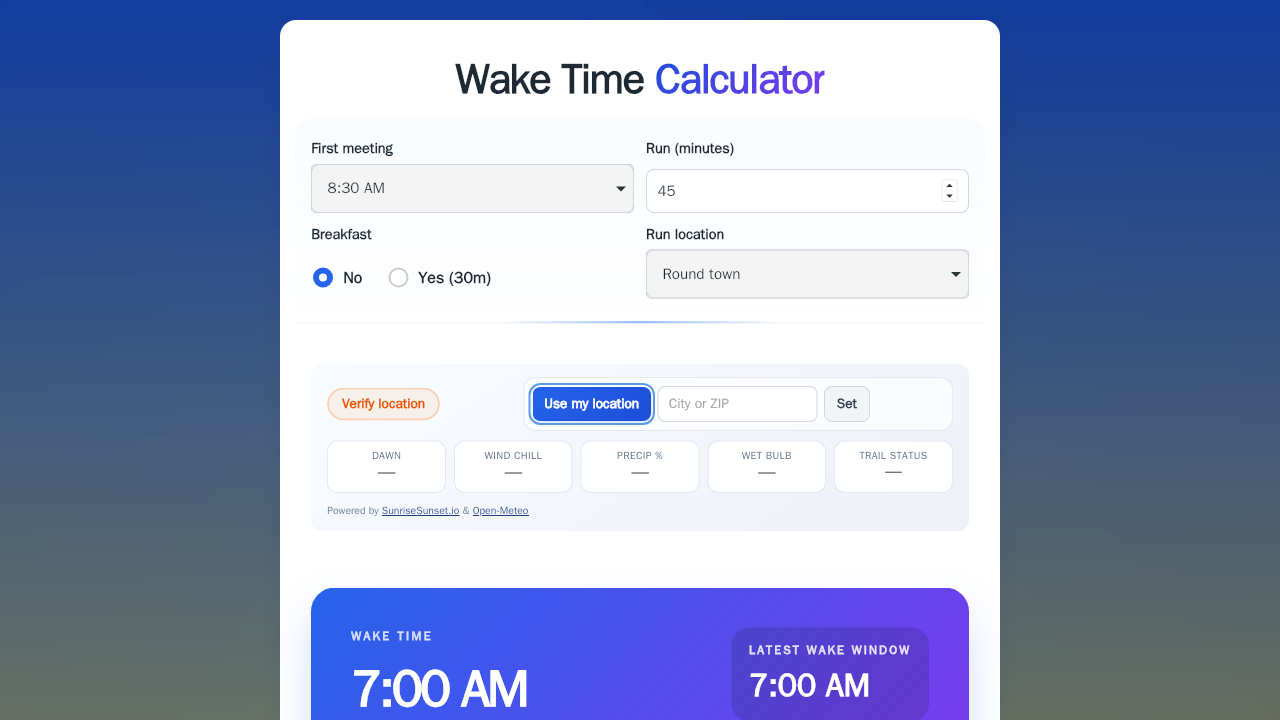 Wake Time Calculator
First meeting
8:30 AM
Run (minutes)
45
Breakfast
No
Yes (30m)
Run location
Round town
Verify location
Use my location
City or ZIP
Set
DAWN
—
WIND CHILL
—
PRECIP %
—
WET BULB
—
TRAIL STATUS
—
Powered by SunriseSunset.io & Open-Meteo
WAKE TIME
7:00 AM
LATEST WAKE WINDOW
7:00 AM